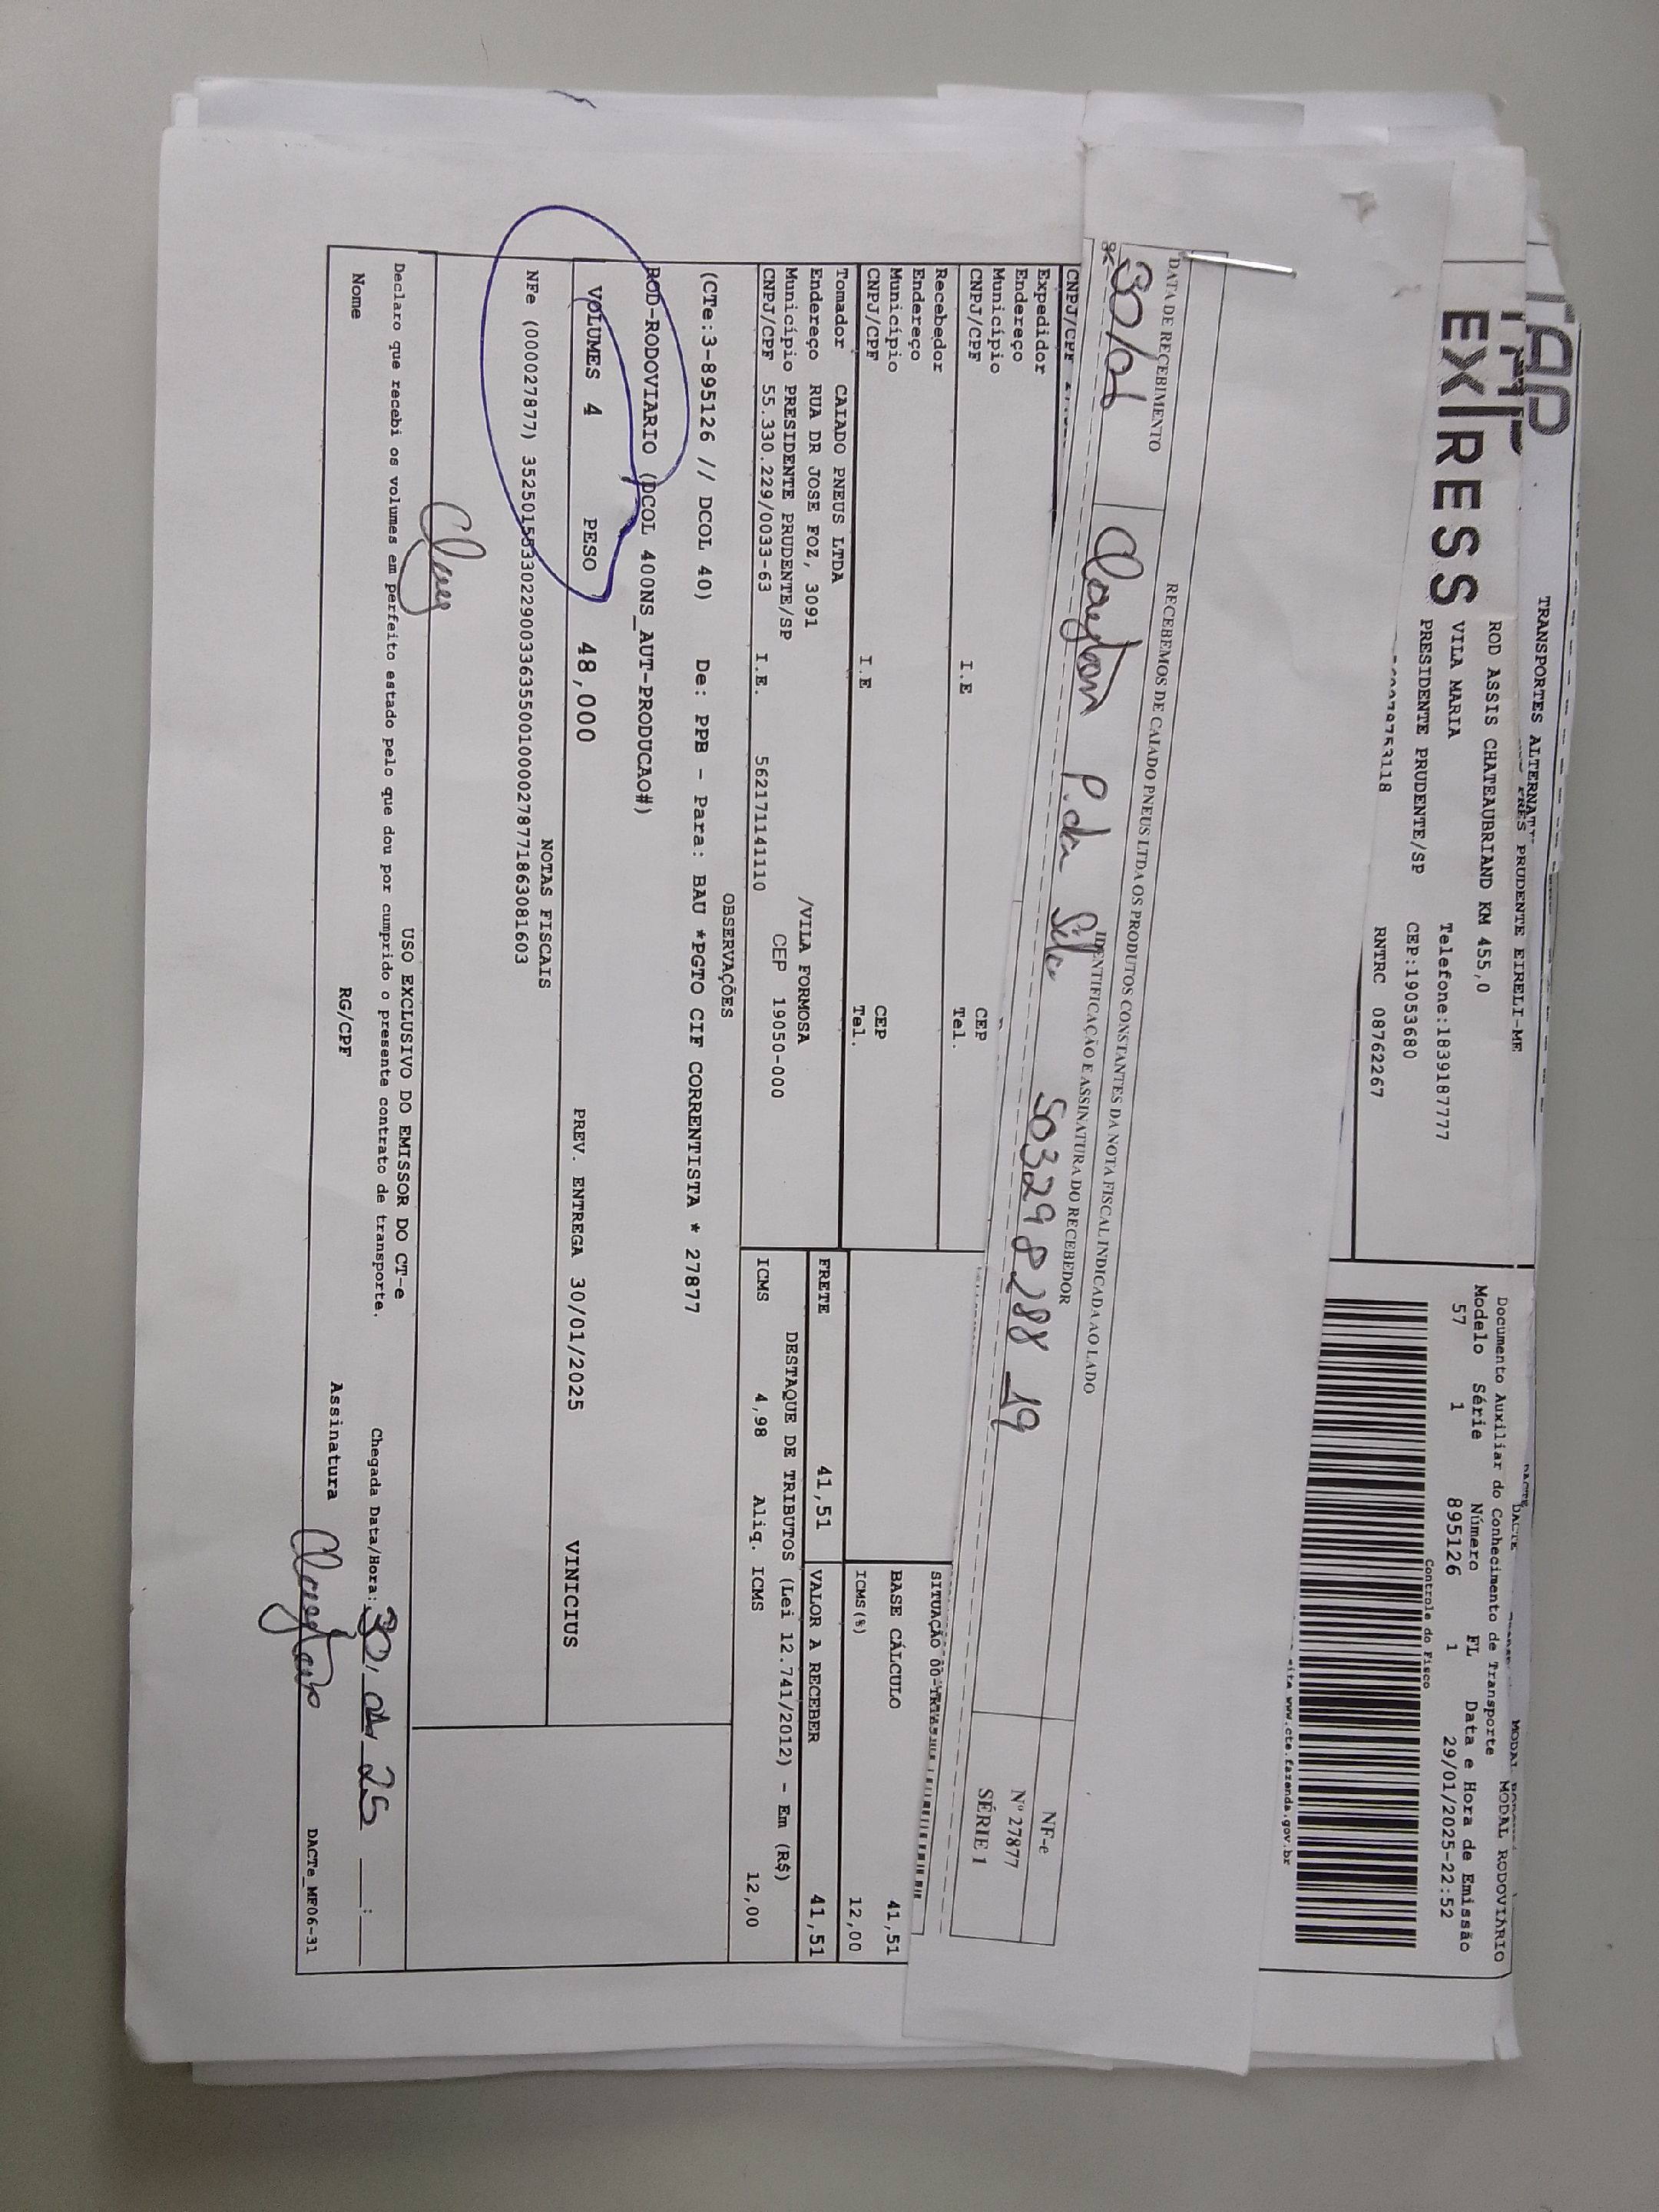 TAP
EXPRESS
TRANSPORTES
PRES PRUDENTE EIRELI-ME
ROD ASSIS CHATEAUBRIAND KM 455,0
VILA MARIA Telefone:1839187777
PRESIDENTE PRUDENTE/SP CEP:19053680
RNTRC 08762267
DACTE
MODAL RODOVIÁRIO
Documento Auxiliar do Conhecimento de Transporte
Modelo Série Número FL Data e Hora de Emissão
57 1 895126 1 29/01/2025-22:52
Controle do Fisco
www.cte.fazenda.gov.br
RECEBEMOS DE CAIADO PNEUS LTDA OS PRODUTOS CONSTANTES DA NOTA FISCAL INDICADA AO LADO
DATA DE RECEBIMENTO
IDENTIFICAÇÃO E ASSINATURA DO RECEBEDOR
30/01 P. da 50329828819
NF-e
Nº 27877
SÉRIE 1
CNPJ/CPF
Expedidor
Endereço
Município CEP
CNPJ/CPF I.E Tel.
Recebedor
Endereço
Município CEP
CNPJ/CPF I.E Tel.
BASE CÁLCULO 41,51
ICMS(%) 12,00
Tomador CAIADO PNEUS LTDA
Endereço RUA DR JOSE FOZ, 3091 /VILA FORMOSA
Município PRESIDENTE PRUDENTE/SP CEP 19050-000
CNPJ/CPF 55.330.229/0033-63 I.E. 562171141110
FRETE 41,51 VALOR A RECEBER 41,51
DESTAQUE DE TRIBUTOS (Lei 12.741/2012) - Em (R$)
ICMS 4,98 Aliq. ICMS 12,00
OBSERVAÇÕES
(CTe:3-895126 // DCOL 40) De: PPB - Para: BAU *PGTO CIF CORRENTISTA * 27877
ROD-RODOVIARIO (DCOL 400NS_AUT-PRODUCAO#)
VOLUMES 4 PESO 48,000 PREV. ENTREGA 30/01/2025 VINICIUS
NOTAS FISCAIS
NFe (000027877) 35250155330229003363550010000278771863081603
USO EXCLUSIVO DO EMISSOR DO CT-e
Declaro que recebi os volumes em perfeito estado pelo que dou por cumprido o presente contrato de transporte. Chegada Data/Hora: 30/01/25 __:__
Nome RG/CPF Assinatura
DACTe_MF06-31